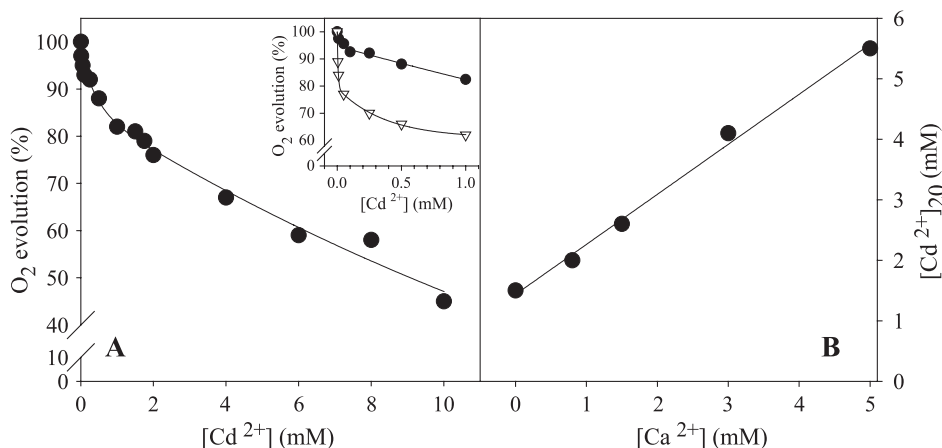 O2 evolution (%)
100
90
80
70
60
50
40
10
0
A
0 2 4 6 8 10
[Cd 2+] (mM)
O2 evolution (%)
100
90
80
70
60
0
0.0 0.5 1.0
[Cd 2+] (mM)
B
0 1 2 3 4 5
[Ca 2+] (mM)
6
5
4
3
2
1
0
[Cd 2+]20 (mM)